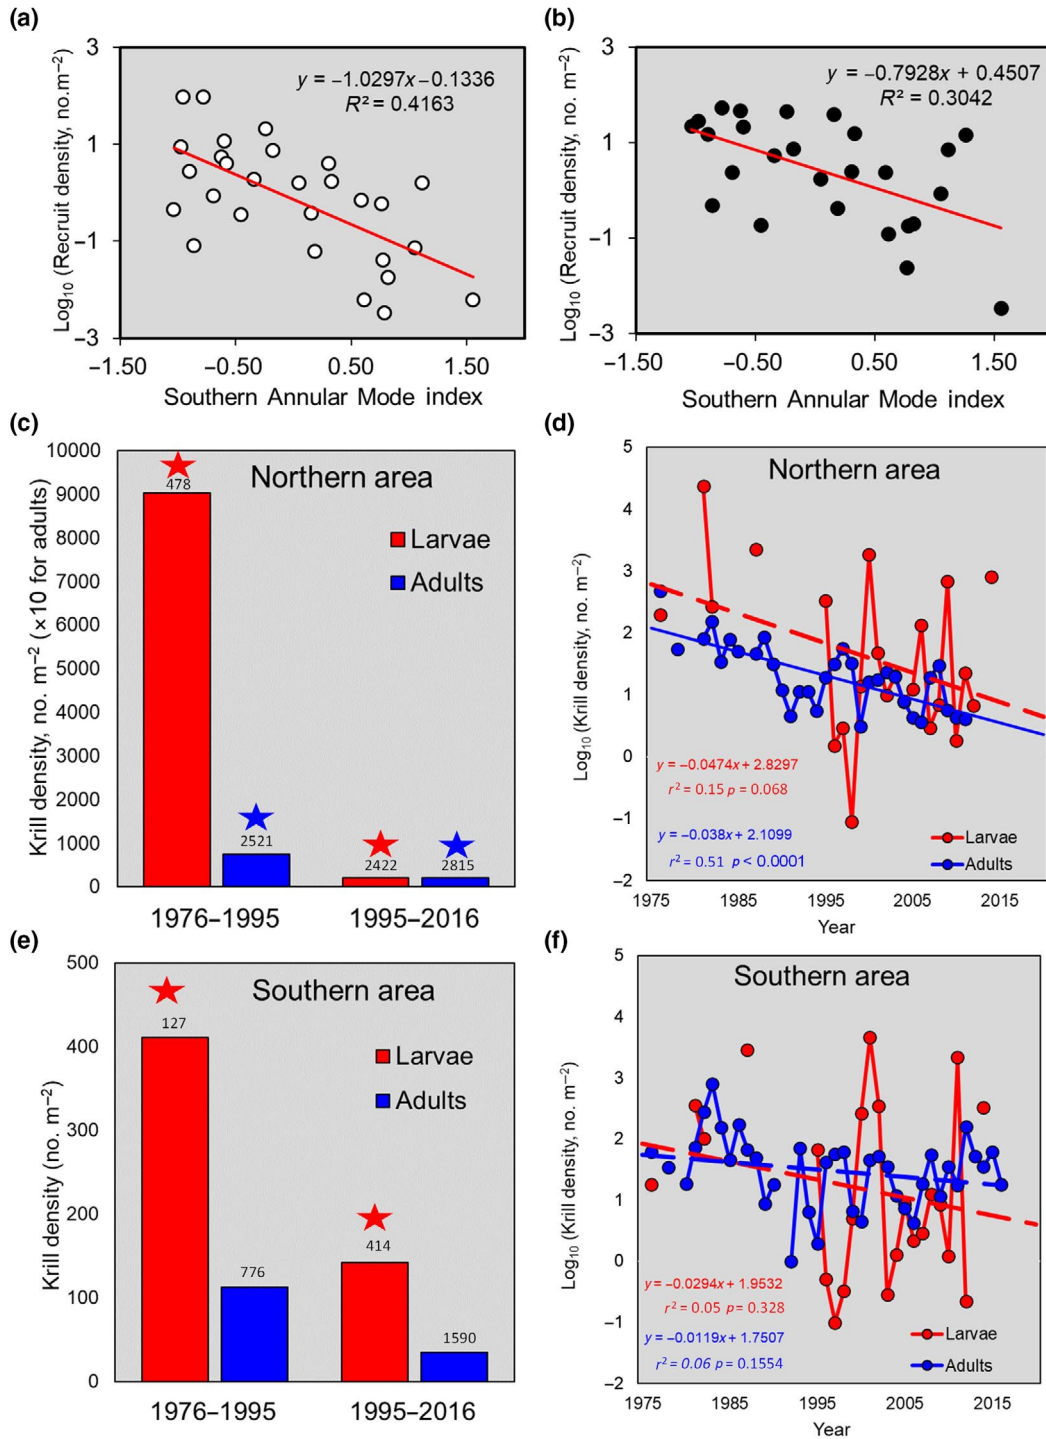 (a)
3
1
−1
−3
Log10 (Recruit density, no.m−2)
y = −1.0297x−0.1336
R² = 0.4163
−1.50
−0.50
0.50
1.50
Southern Annular Mode index
(b)
3
1
−1
−3
Log10 (Recruit density, no.m−2)
y = −0.7928x + 0.4507
R² = 0.3042
−1.50
−0.50
0.50
1.50
Southern Annular Mode index
(c)
Krill density, no. m−2 (×10 for adults)
10000
9000
8000
7000
6000
5000
4000
3000
2000
1000
0
Northern area
Larvae
Adults
478
2521
2422
2815
1976–1995
1995–2016
(d)
Log10 (Krill density, no. m−2)
5
4
3
2
1
0
−1
−2
Northern area
y = −0.0474x + 2.8297
r² = 0.15 p = 0.068
y = −0.038x + 2.1099
r² = 0.51 p < 0.0001
Larvae
Adults
1975
1985
1995
2005
2015
Year
(e)
Krill density (no. m−2)
500
400
300
200
100
0
Southern area
Larvae
Adults
127
776
414
1590
1976–1995
1995–2016
(f)
Log10 (Krill density, no. m−2)
5
4
3
2
1
0
−1
−2
Southern area
y = −0.0294x + 1.9532
r² = 0.05 p = 0.328
y = −0.0119x + 1.7507
r² = 0.06 p = 0.1554
Larvae
Adults
1975
1985
1995
2005
2015
Year